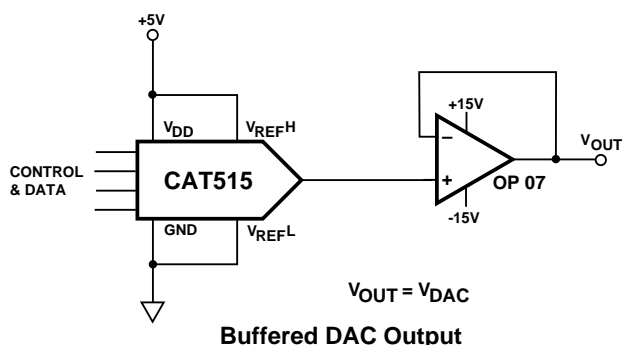 +5V
VDD VREFH
+15V
CONTROL
& DATA
CAT515
–
+
VOUT
OP 07
GND VREFL
-15V
VOUT = VDAC
Buffered DAC Output